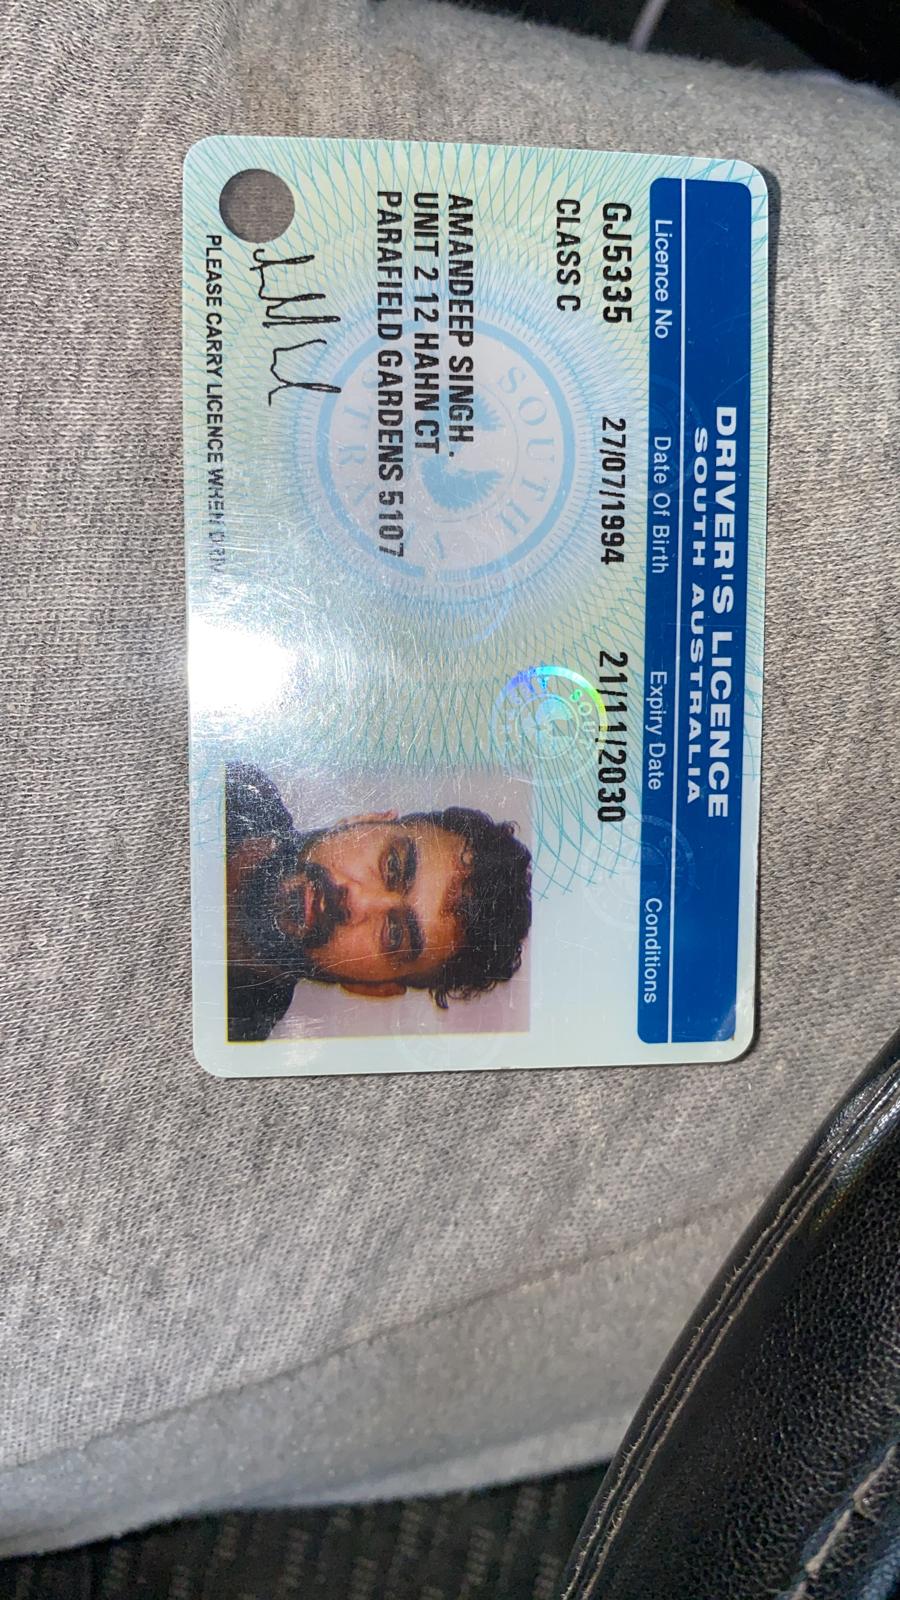 DRIVER'S LICENCE
SOUTH AUSTRALIA
Licence No Date Of Birth Expiry Date Conditions
GJ5335 27/07/1994 21/11/2030
CLASS C
AMANDEEP SINGH.
UNIT 2 12 HAHN CT
PARAFIELD GARDENS 5107
PLEASE CARRY LICENCE WHEN
SOUTH